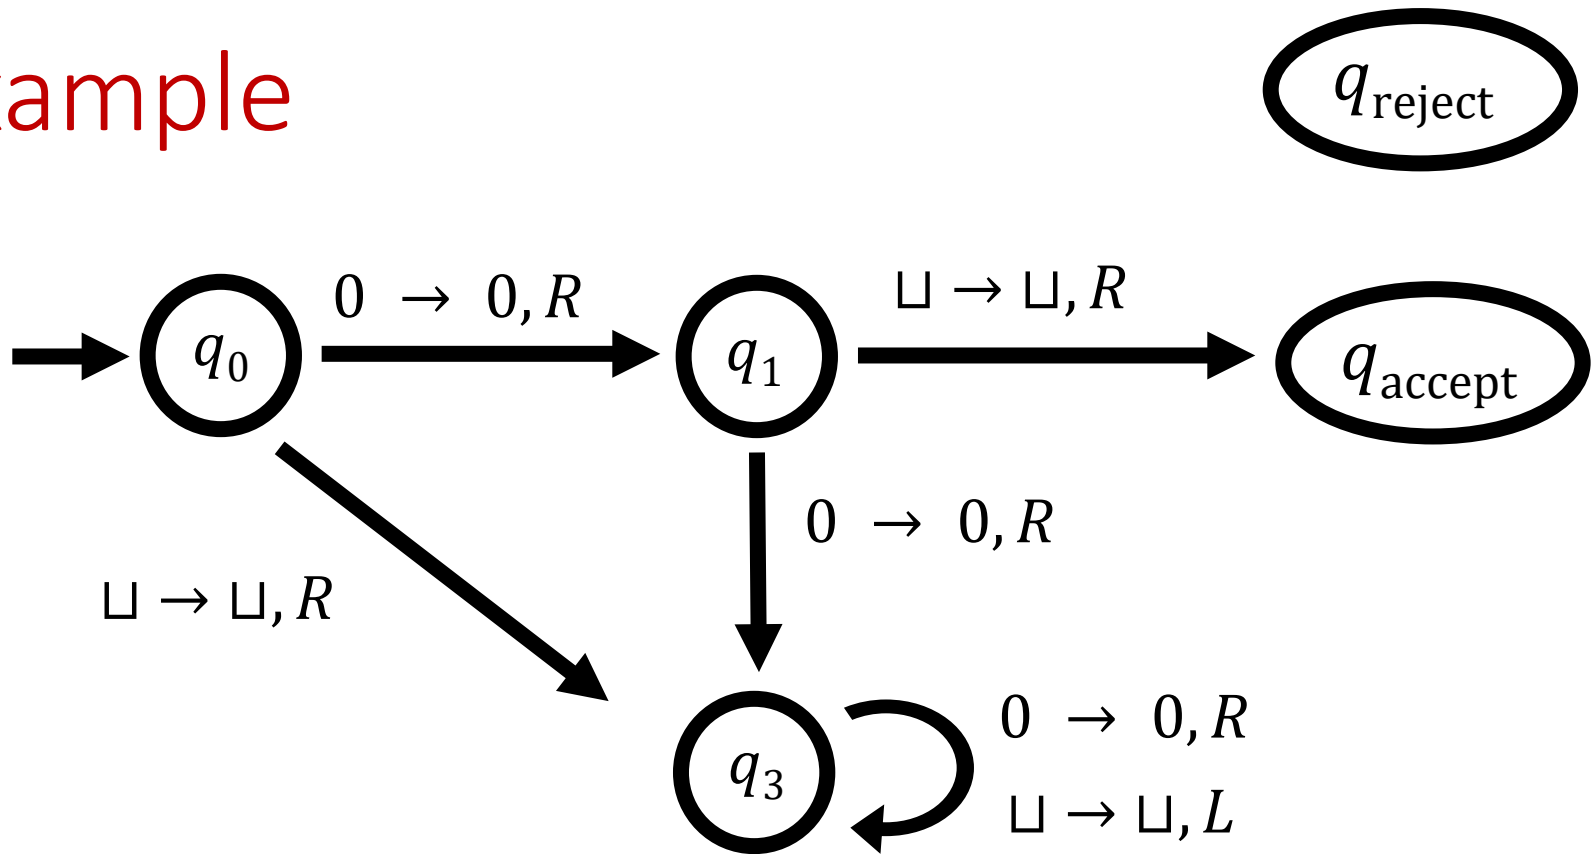 ample
q_reject
0 → 0, R
⊔ → ⊔, R
q_0
q_1
q_accept
0 → 0, R
⊔ → ⊔, R
q_3
0 → 0, R
⊔ → ⊔, L